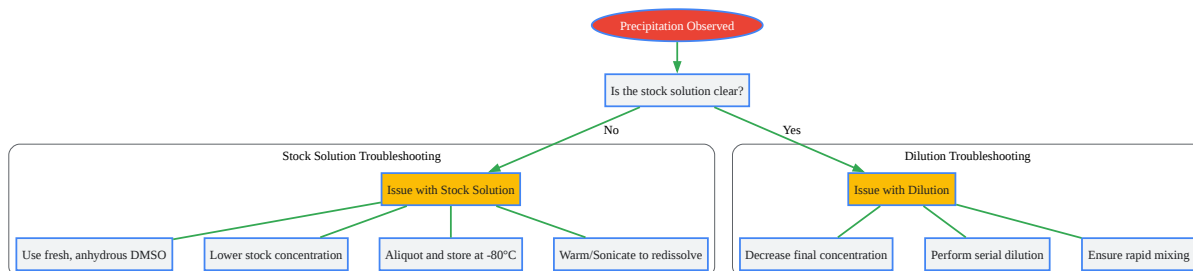 Precipitation Observed
Is the stock solution clear?
No
Yes
Stock Solution Troubleshooting
Dilution Troubleshooting
Issue with Stock Solution
Issue with Dilution
Use fresh, anhydrous DMSO
Lower stock concentration
Aliquot and store at -80°C
Warm/Sonicate to redissolve
Decrease final concentration
Perform serial dilution
Ensure rapid mixing